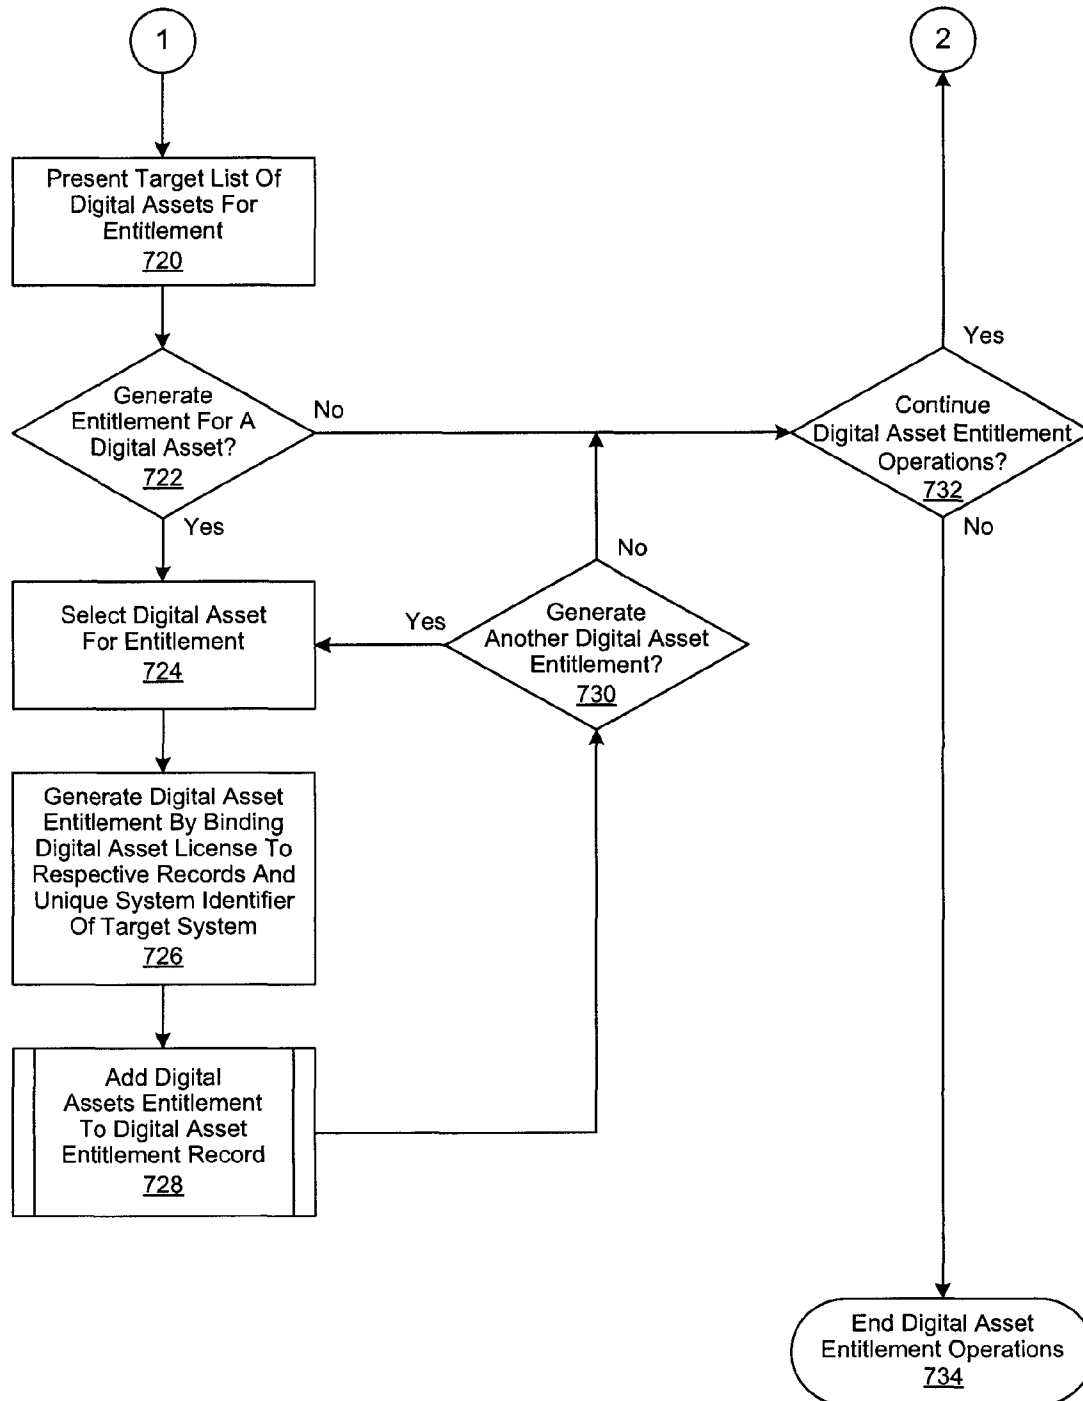 1
2
Present Target List Of
Digital Assets For
Entitlement
720
Generate
Entitlement For A
Digital Asset?
722
No
Yes
Continue
Digital Asset Entitlement
Operations?
732
Yes
No
Select Digital Asset
For Entitlement
724
Yes
No
Generate
Another Digital Asset
Entitlement?
730
Generate Digital Asset
Entitlement By Binding
Digital Asset License To
Respective Records And
Unique System Identifier
Of Target System
726
Add Digital
Assets Entitlement
To Digital Asset
Entitlement Record
728
End Digital Asset
Entitlement Operations
734